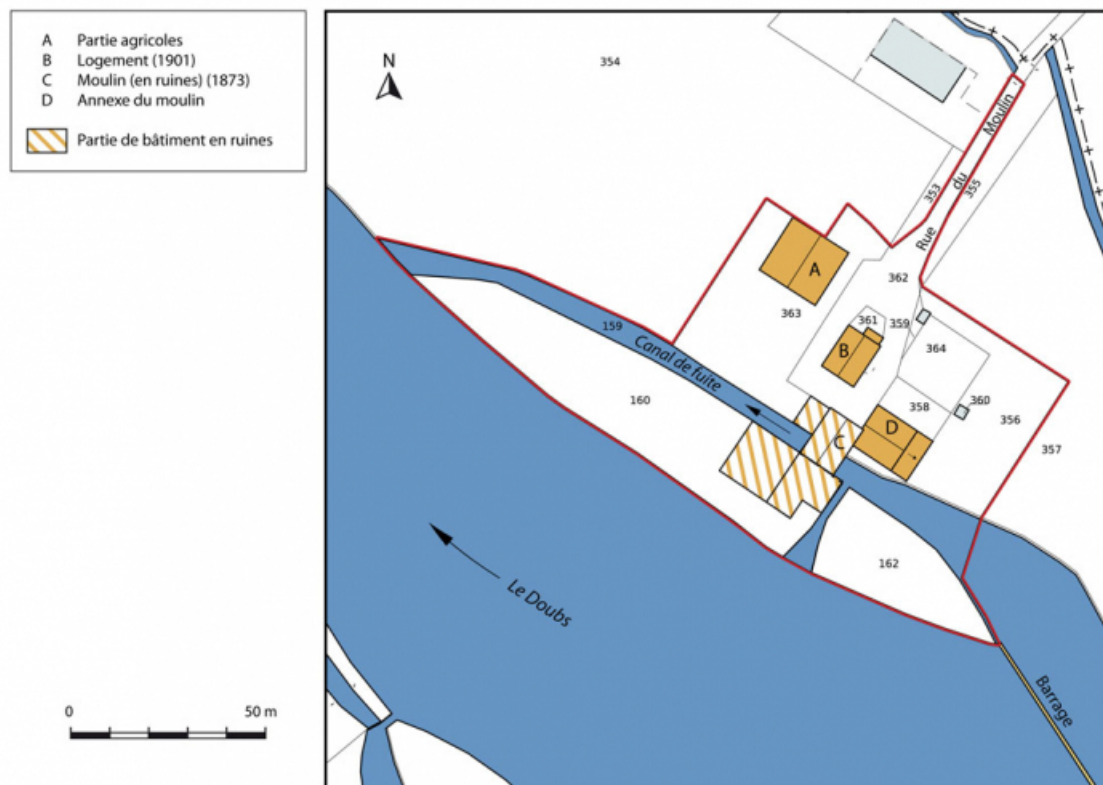 A Partie agricoles
B Logement (1901)
C Moulin (en ruines) (1873)
D Annexe du moulin
Partie de bâtiment en ruines
N
354
Rue du Moulin
353
355
A
362
363
361
359
B
364
159
Canal de fuite
160
358
360
356
D
357
C
162
Le Doubs
Barrage
0 50 m